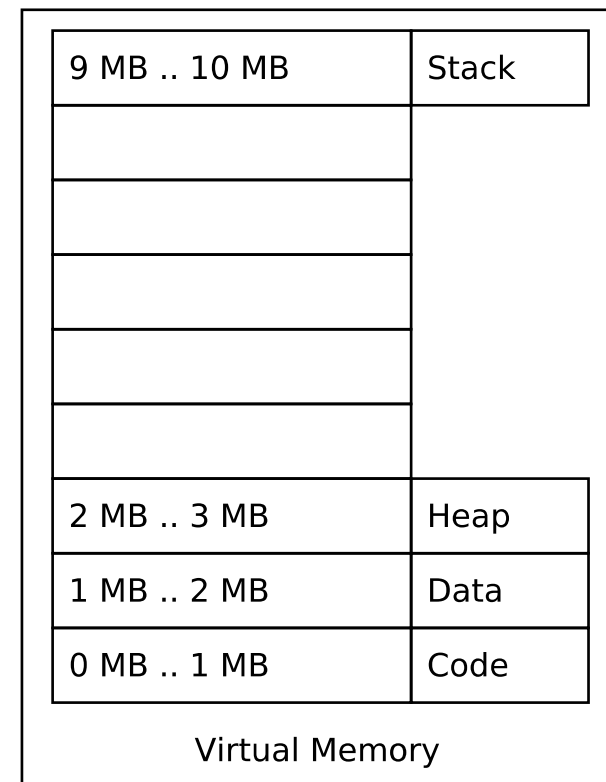 9 MB .. 10 MB Stack
2 MB .. 3 MB Heap
1 MB .. 2 MB Data
0 MB .. 1 MB Code
Virtual Memory